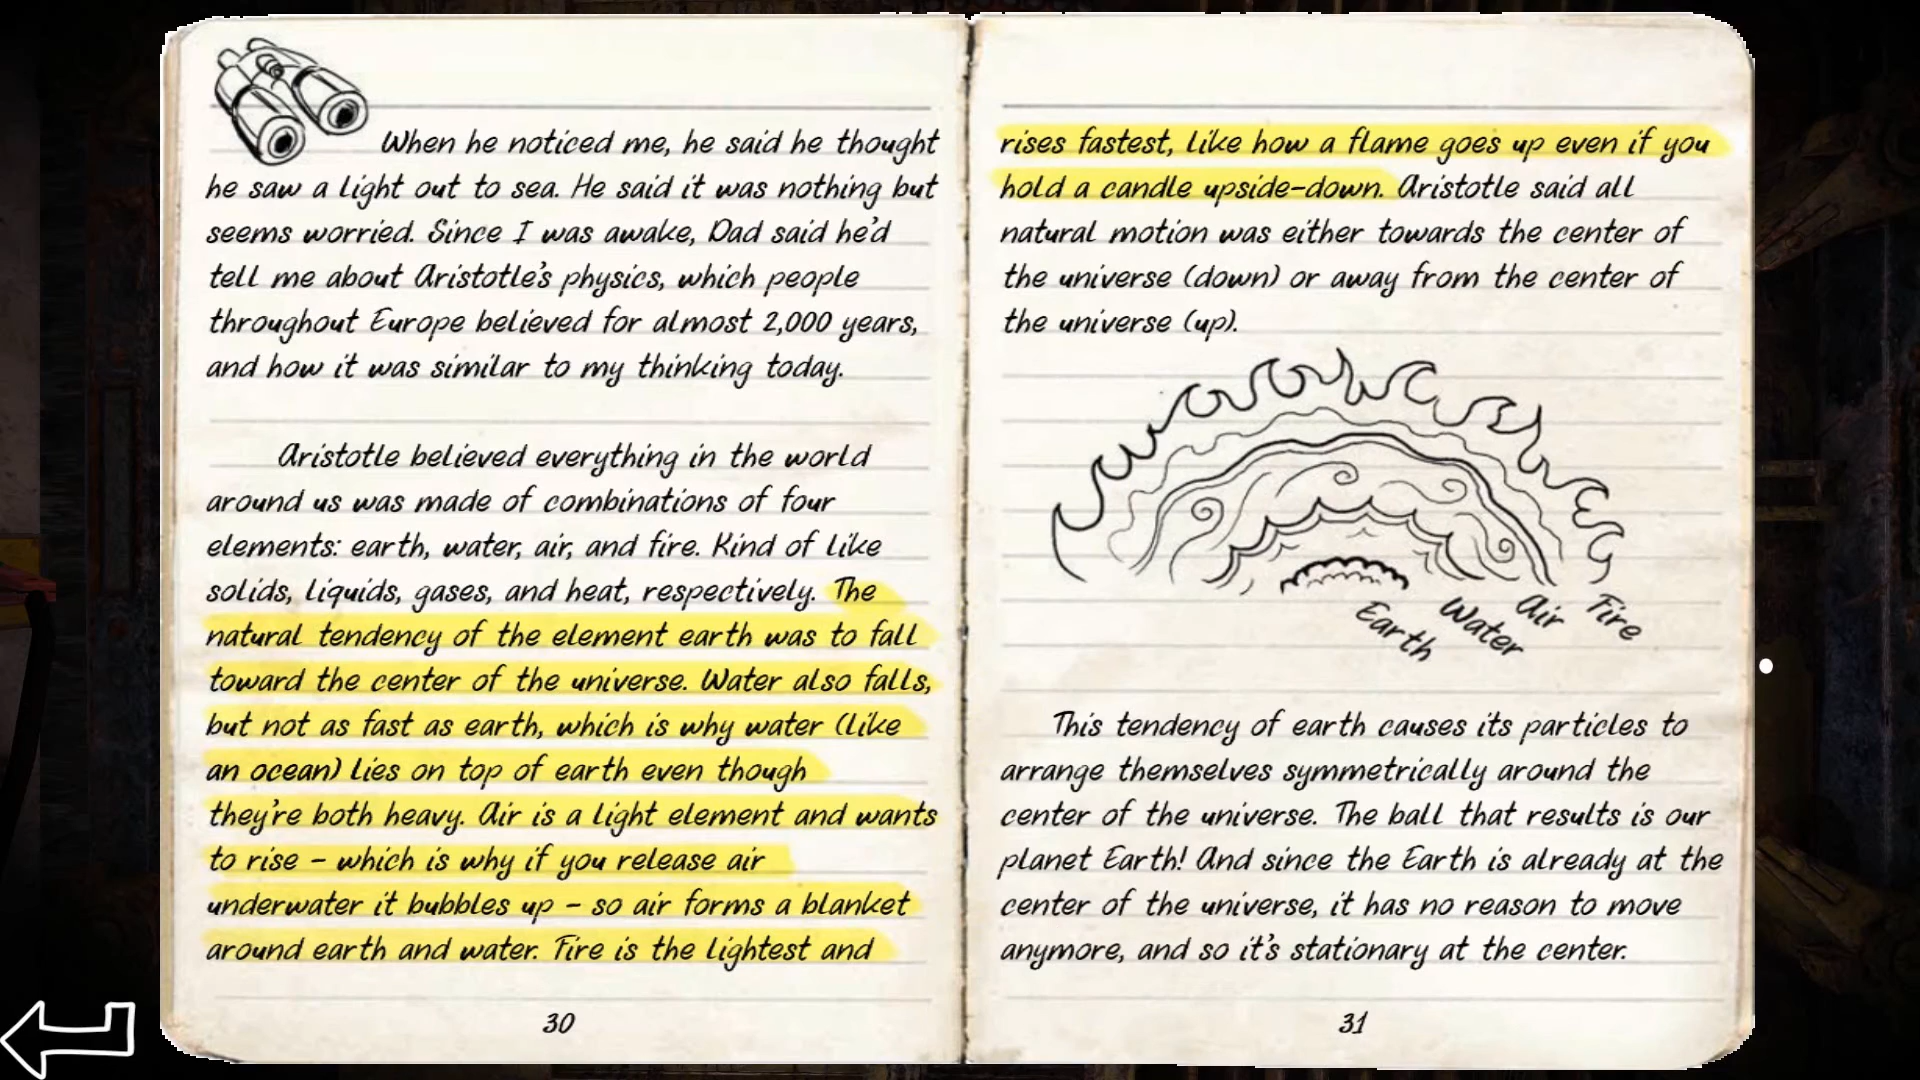 When he noticed me, he said he thought
he saw a light out to sea. He said it was nothing but
seems worried. Since I was awake, Dad said he'd
tell me about Aristotle's physics, which people
throughout Europe believed for almost 2,000 years,
and how it was similar to my thinking today.
Aristotle believed everything in the world
around us was made of combinations of four
elements: earth, water, air, and fire. Kind of like
solids, liquids, gases, and heat, respectively. The
natural tendency of the element earth was to fall
toward the center of the universe. Water also falls,
but not as fast as earth, which is why water (like
an ocean) lies on top of earth even though
they're both heavy. Air is a light element and wants
to rise - which is why if you release air
underwater it bubbles up - so air forms a blanket
around earth and water. Fire is the lightest and
30
rises fastest, like how a flame goes up even if you
hold a candle upside-down. Aristotle said all
natural motion was either towards the center of
the universe (down) or away from the center of
the universe (up).
Earth
Water
Air
Fire
This tendency of earth causes its particles to
arrange themselves symmetrically around the
center of the universe. The ball that results is our
planet Earth! And since the Earth is already at the
center of the universe, it has no reason to move
anymore, and so it's stationary at the center.
31